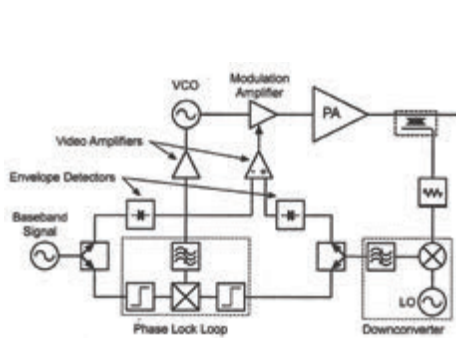 VCO
Modulation
Amplifier
PA
Video Amplifiers
Envelope Detectors
Baseband
Signal
LO
Phase Lock Loop
Downconverter